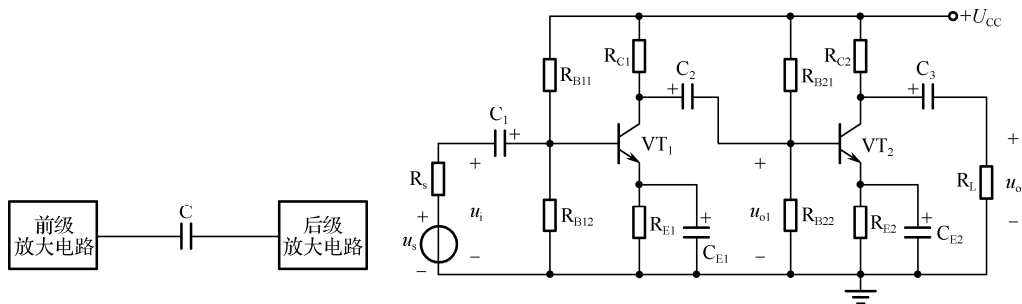 前级
放大电路
C
后级
放大电路
+U_CC
R_C1
R_B11
C_2
+
R_C2
C_3
+
R_B21
C_1
+
VT_1
VT_2
R_s
+
+
+
R_L
u_o
u_i
R_B12
R_E1
+
u_o1
R_B22
R_E2
+
+
u_s
C_E1
C_E2
−
−
−
−